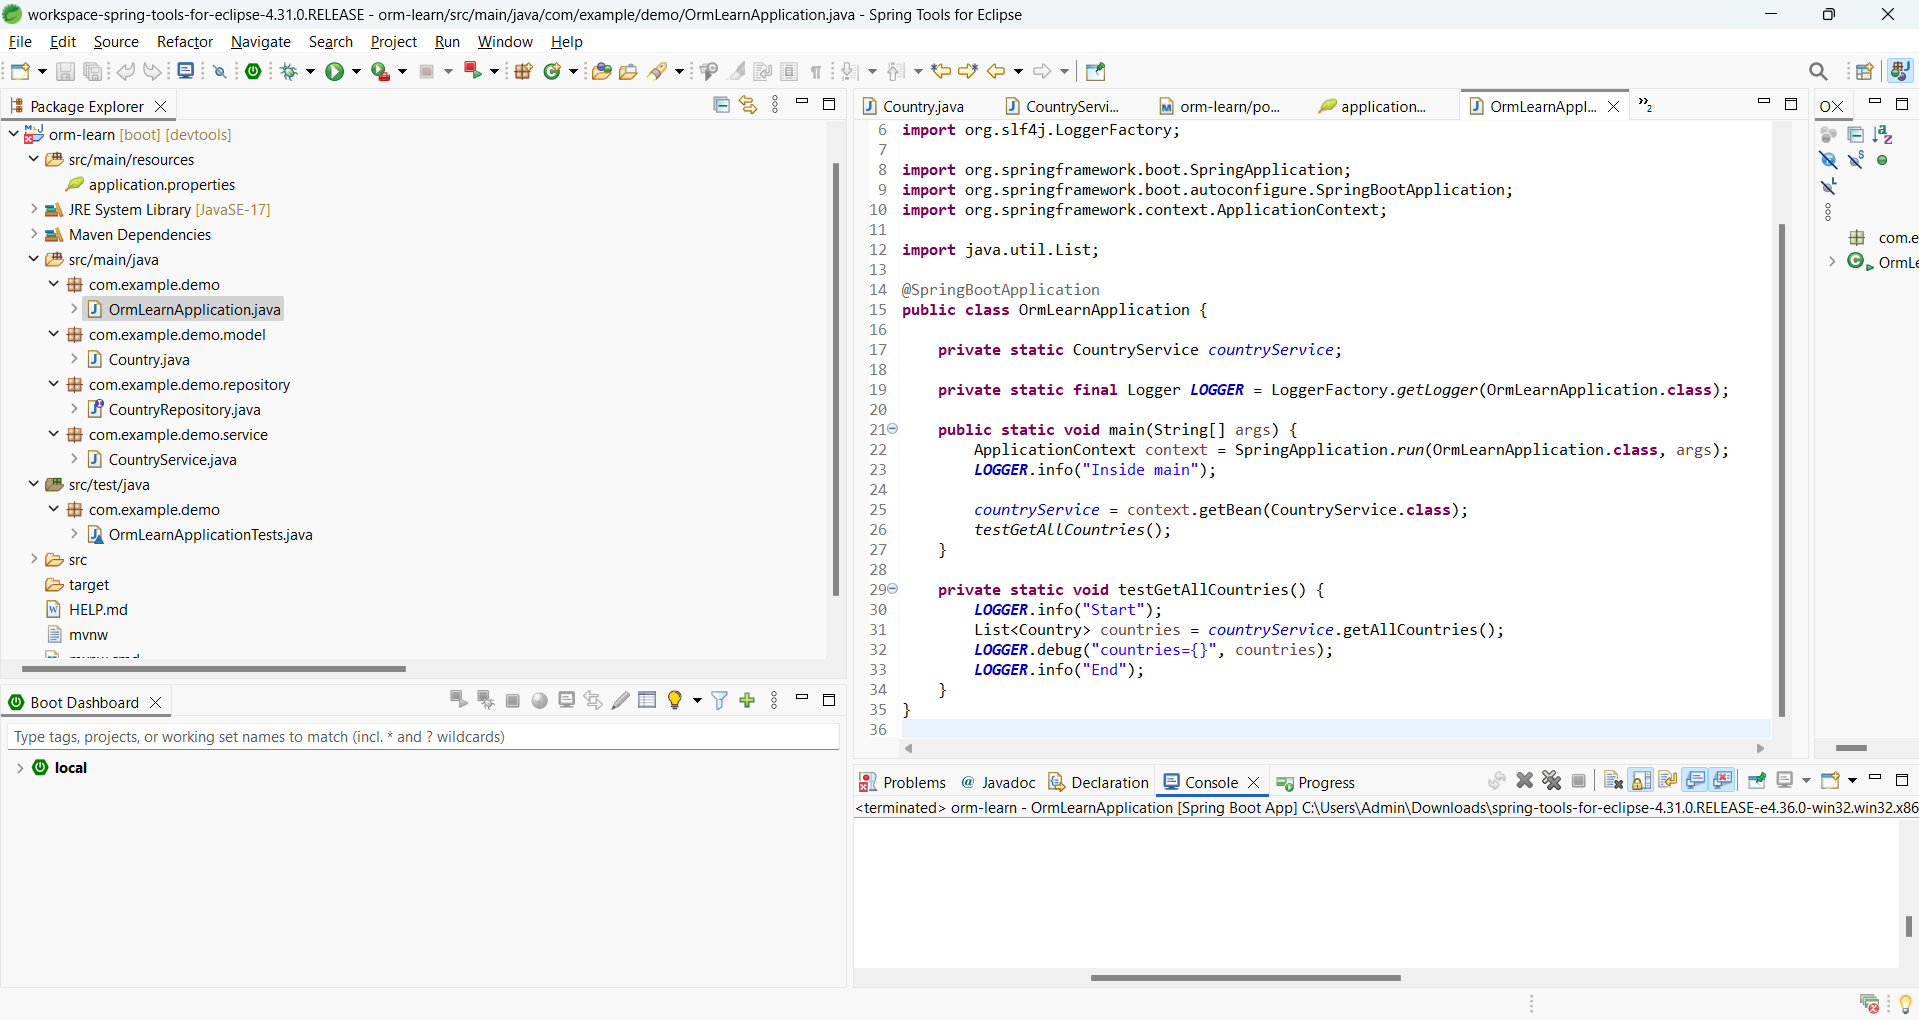 workspace-spring-tools-for-eclipse-4.31.0.RELEASE - orm-learn/src/main/java/com/example/demo/OrmLearnApplication.java - Spring Tools for Eclipse
File Edit Source Refactor Navigate Search Project Run Window Help
Package Explorer
orm-learn [boot] [devtools]
src/main/resources
application.properties
JRE System Library [JavaSE-17]
Maven Dependencies
src/main/java
com.example.demo
OrmLearnApplication.java
com.example.demo.model
Country.java
com.example.demo.repository
CountryRepository.java
com.example.demo.service
CountryService.java
src/test/java
com.example.demo
OrmLearnApplicationTests.java
src
target
HELP.md
mvnw
Boot Dashboard
Type tags, projects, or working set names to match (incl. * and ? wildcards)
local
Country.java CountryServi... orm-learn/po... application... OrmLearnAppl... »2
6 import org.slf4j.LoggerFactory;
7
8 import org.springframework.boot.SpringApplication;
9 import org.springframework.boot.autoconfigure.SpringBootApplication;
10 import org.springframework.context.ApplicationContext;
11
12 import java.util.List;
13
14 @SpringBootApplication
15 public class OrmLearnApplication {
16
17 private static CountryService countryService;
18
19 private static final Logger LOGGER = LoggerFactory.getLogger(OrmLearnApplication.class);
20
21 public static void main(String[] args) {
22 ApplicationContext context = SpringApplication.run(OrmLearnApplication.class, args);
23 LOGGER.info("Inside main");
24
25 countryService = context.getBean(CountryService.class);
26 testGetAllCountries();
27 }
28
29 private static void testGetAllCountries() {
30 LOGGER.info("Start");
31 List<Country> countries = countryService.getAllCountries();
32 LOGGER.debug("countries={}", countries);
33 LOGGER.info("End");
34 }
35 }
36
O
com.e
OrmLe
Problems @ Javadoc Declaration Console Progress
<terminated> orm-learn - OrmLearnApplication [Spring Boot App] C:\Users\Admin\Downloads\spring-tools-for-eclipse-4.31.0.RELEASE-e4.36.0-win32.win32.x86